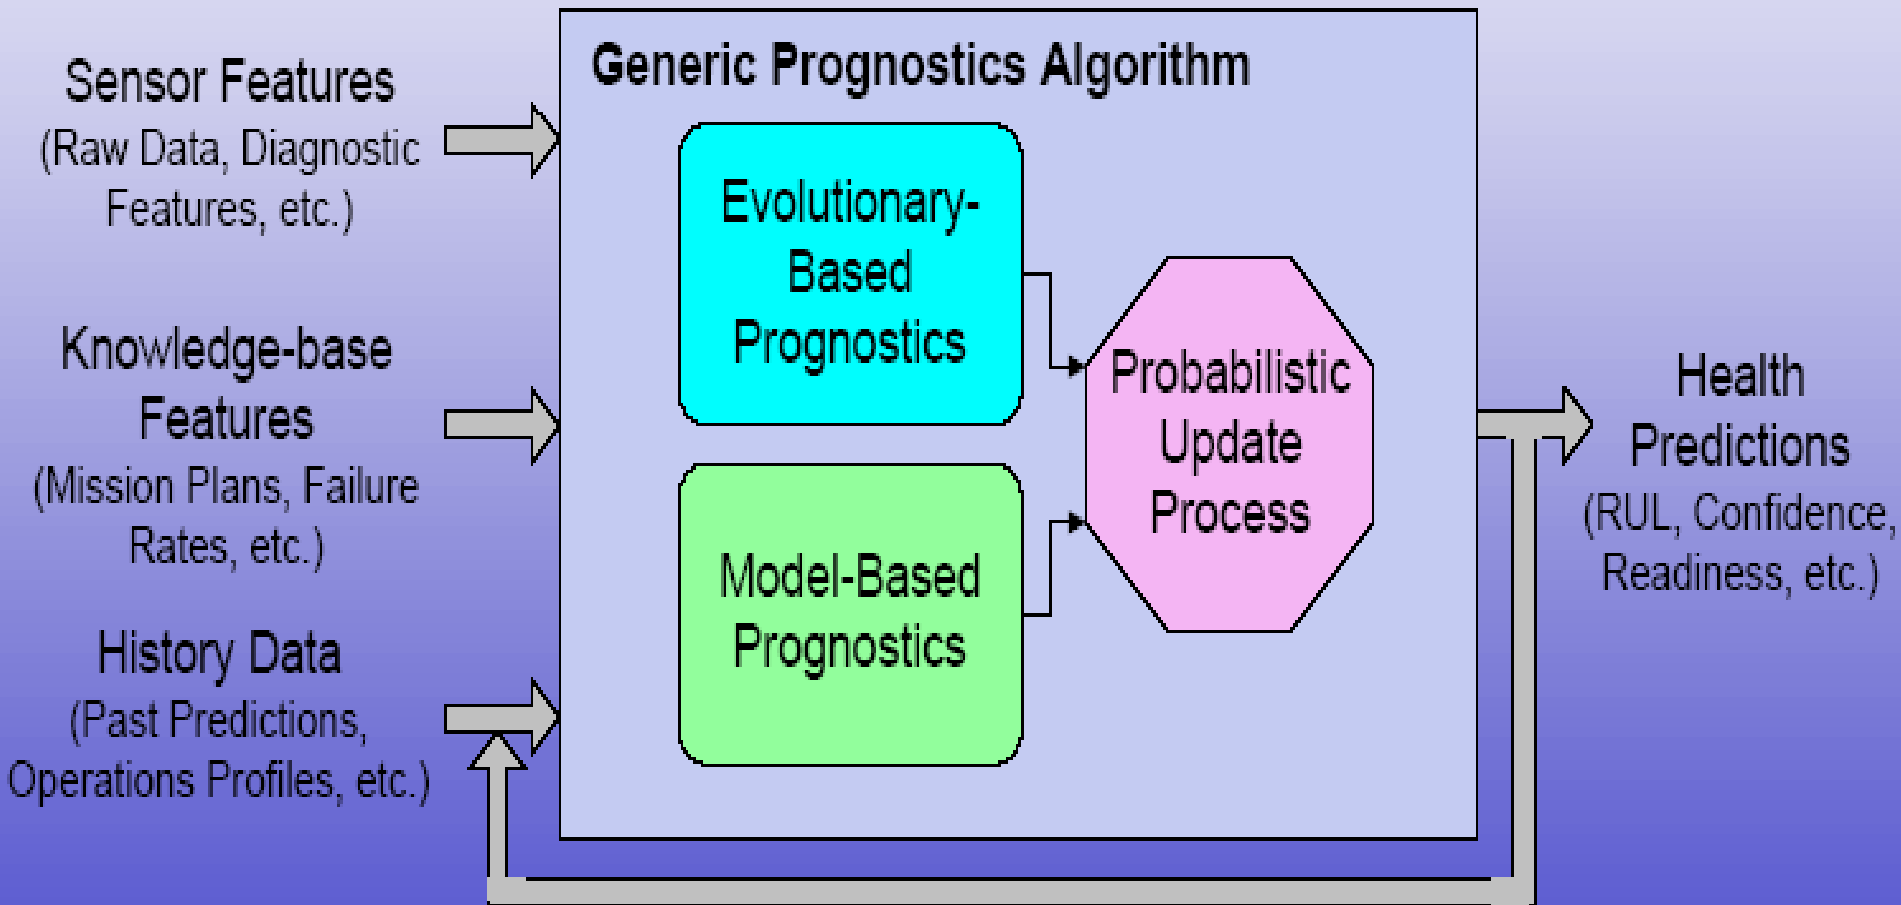 Sensor Features
(Raw Data, Diagnostic
Features, etc.)
Knowledge-base
Features
(Mission Plans, Failure
Rates, etc.)
History Data
(Past Predictions,
Operations Profiles, etc.)
Generic Prognostics Algorithm
Evolutionary-
Based
Prognostics
Model-Based
Prognostics
Probabilistic
Update
Process
Health
Predictions
(RUL, Confidence,
Readiness, etc.)